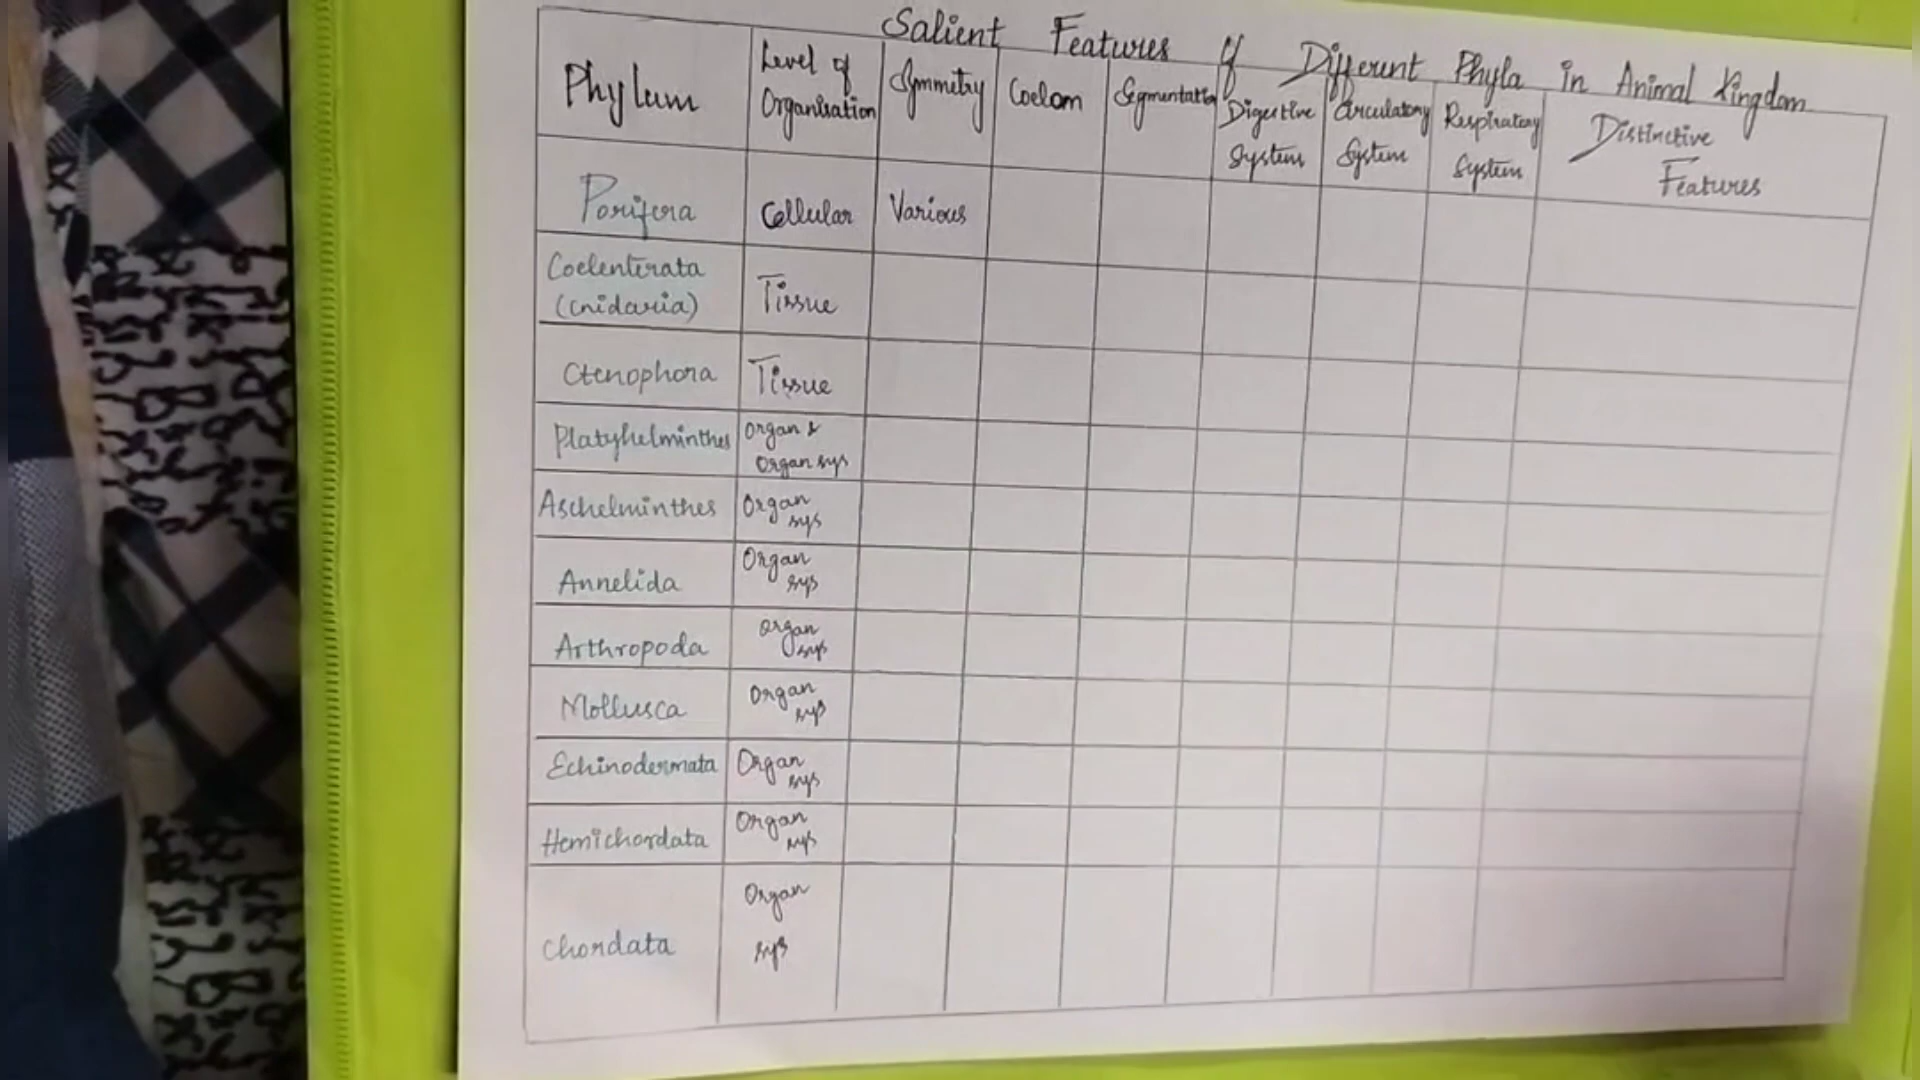 Salient Features of Different Phyla in Animal Kingdom
Phylum
Level of
Organisation
Symmetry
Coelom
Segmentation
Digestive
System
Circulatory
System
Respiratory
System
Distinctive
Features
Porifera
Cellular
Various
Coelenterata
(Cnidaria)
Tissue
Ctenophora
Tissue
Platyhelminthes
Organ &
Organ sys
Aschelminthes
Organ
sys
Annelida
Organ
sys
Arthropoda
Organ
sys
Mollusca
Organ
sys
Echinodermata
Organ
sys
Hemichordata
Organ
sys
Chordata
Organ
sys